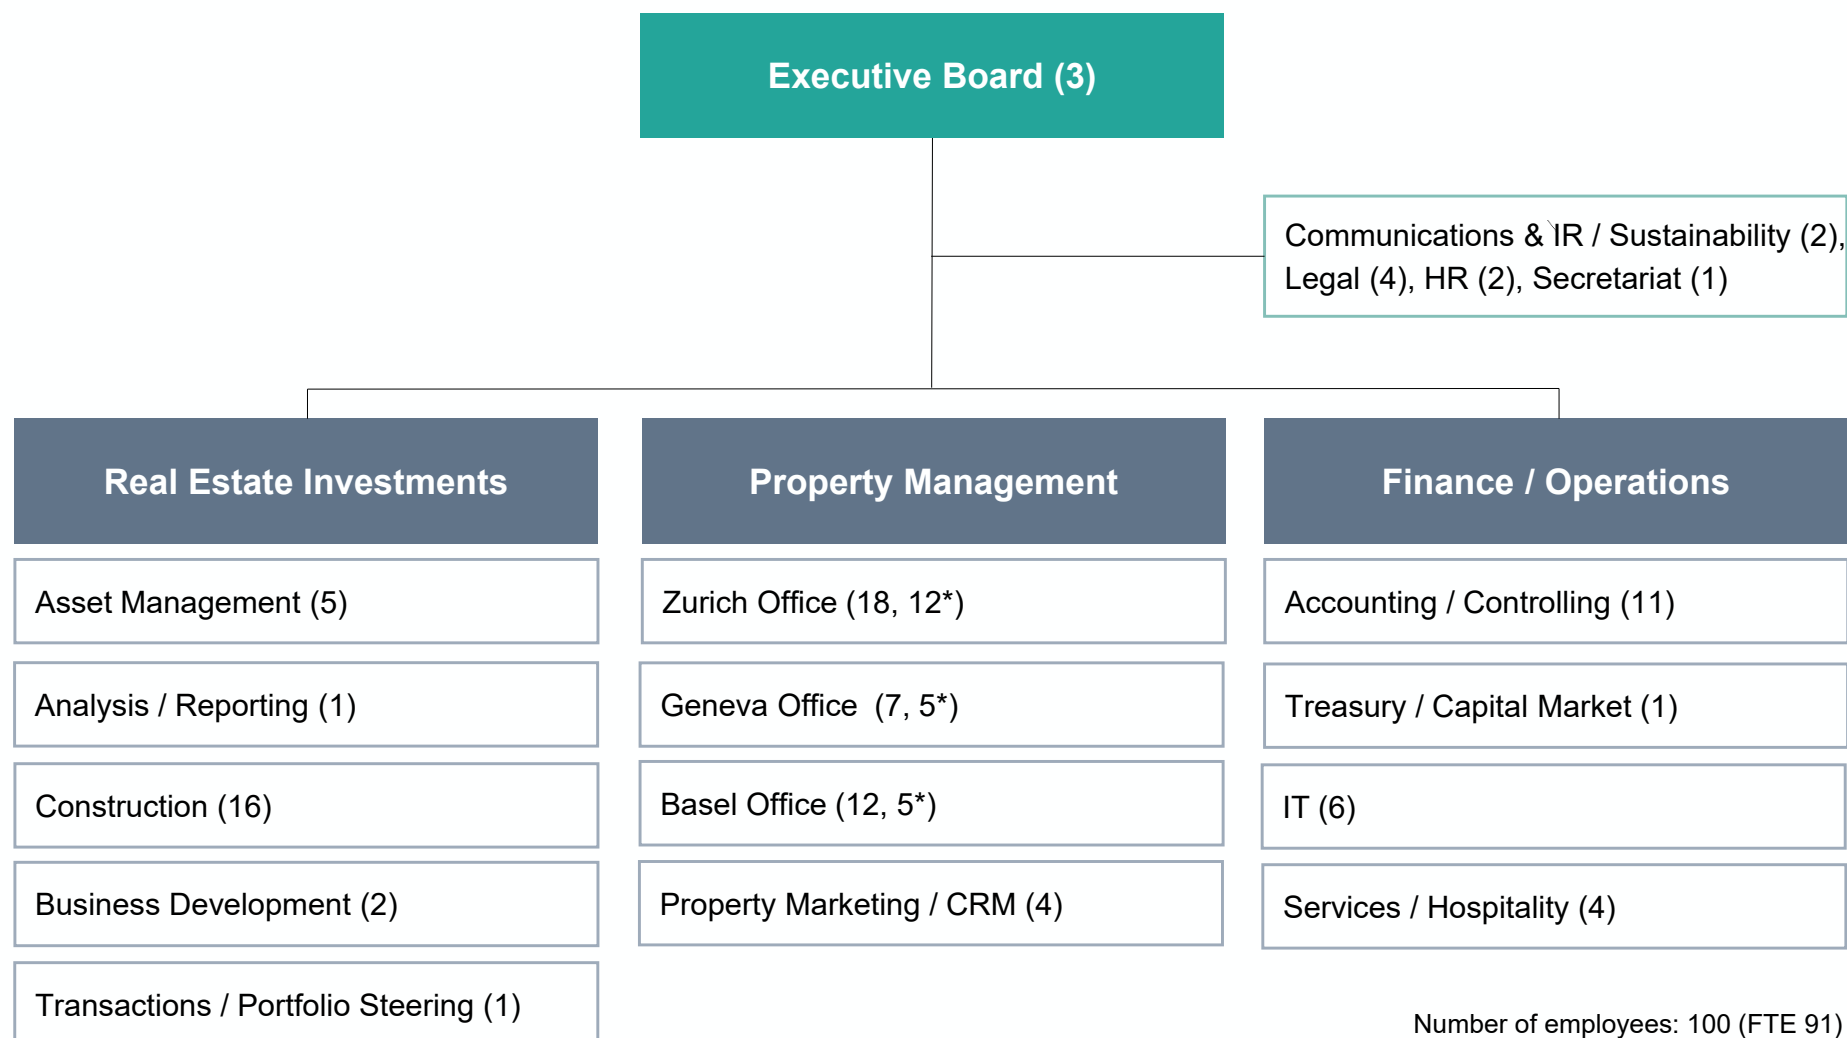 Executive Board (3)
Communications & IR / Sustainability (2),
Legal (4), HR (2), Secretariat (1)
Real Estate Investments
Asset Management (5)
Analysis / Reporting (1)
Construction (16)
Business Development (2)
Transactions / Portfolio Steering (1)
Property Management
Zurich Office (18, 12*)
Geneva Office (7, 5*)
Basel Office (12, 5*)
Property Marketing / CRM (4)
Finance / Operations
Accounting / Controlling (11)
Treasury / Capital Market (1)
IT (6)
Services / Hospitality (4)
Number of employees: 100 (FTE 91)